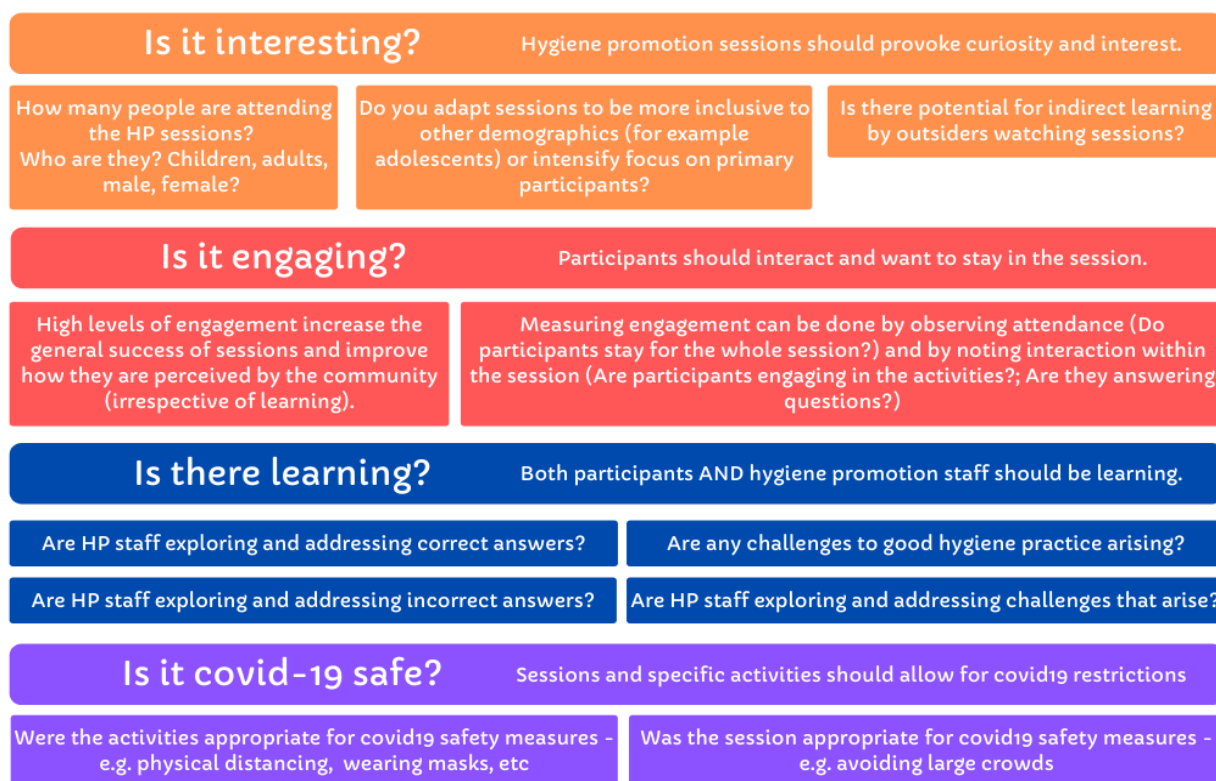 Is it interesting?
Hygiene promotion sessions should provoke curiosity and interest.
How many people are attending
the HP sessions?
Who are they? Children, adults,
male, female?
Do you adapt sessions to be more inclusive to
other demographics (for example
adolescents) or intensify focus on primary
participants?
Is there potential for indirect learning
by outsiders watching sessions?
Is it engaging?
Participants should interact and want to stay in the session.
High levels of engagement increase the
general success of sessions and improve
how they are perceived by the community
(irrespective of learning).
Measuring engagement can be done by observing attendance (Do
participants stay for the whole session?) and by noting interaction within
the session (Are participants engaging in the activities?; Are they answering
questions?)
Is there learning?
Both participants AND hygiene promotion staff should be learning.
Are HP staff exploring and addressing correct answers?
Are any challenges to good hygiene practice arising?
Are HP staff exploring and addressing incorrect answers?
Are HP staff exploring and addressing challenges that arise?
Is it covid-19 safe?
Sessions and specific activities should allow for covid19 restrictions
Were the activities appropriate for covid19 safety measures -
e.g. physical distancing, wearing masks, etc
Was the session appropriate for covid19 safety measures -
e.g. avoiding large crowds